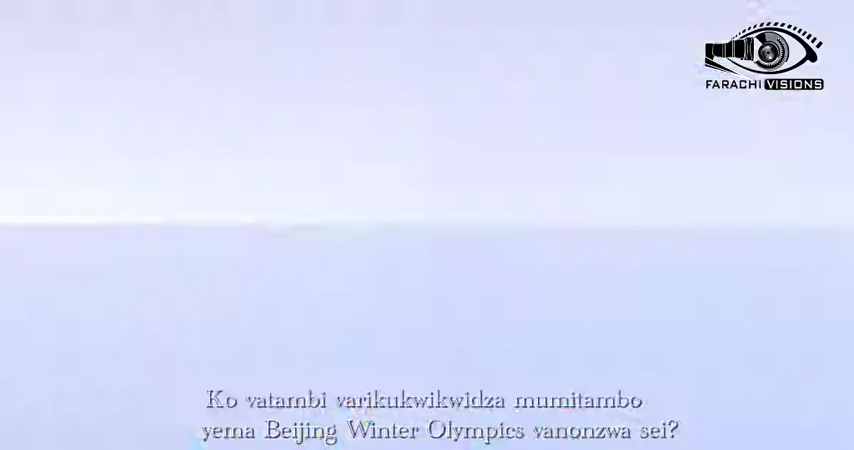 FARACHI VISIONS
Ko vatambi varikukwikwidza mumitambo
yema Beijing Winter Olympics vanonzwa sei?